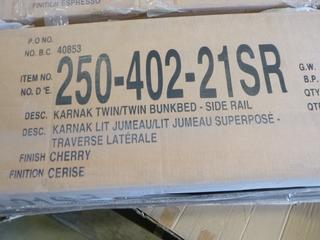 FINITION ESPRESSO
P.O NO.
NO. B.C. 40853
ITEM NO.
NO. D'E. 250-402-21SR
DESC. KARNAK TWIN/TWIN BUNKBED - SIDE RAIL
DESC. KARNAK LIT JUMEAU/LIT JUMEAU SUPERPOSÉ -
TRAVERSE LATÉRALE
FINISH CHERRY
FINITION CERISE
G.W.
B.P.
QTY
QT